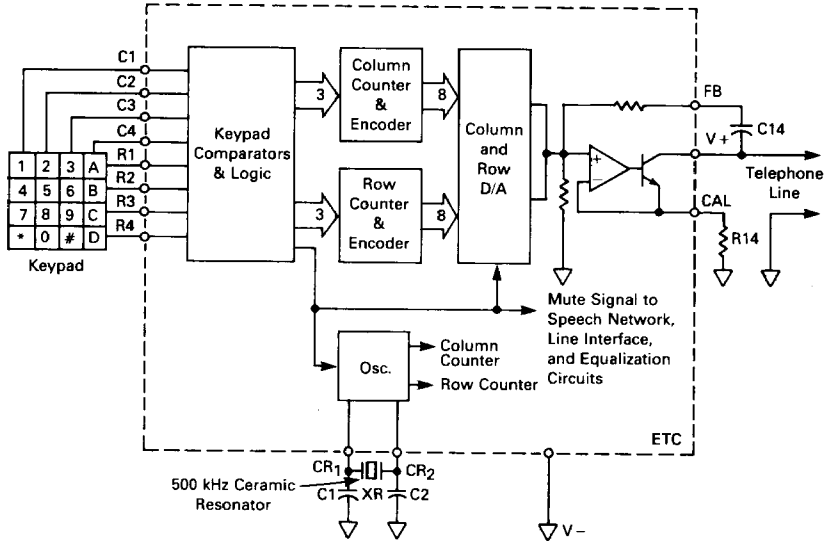 C1
C2
C3
C4
R1
R2
R3
R4
1 2 3 A
4 5 6 B
7 8 9 C
* 0 # D
Keypad
Keypad
Comparators
& Logic
3
Column
Counter
&
Encoder
8
3
Row
Counter
&
Encoder
8
Column
and
Row
D/A
+
−
FB
C14
V+
Telephone
Line
CAL
R14
Mute Signal to
Speech Network,
Line Interface,
and Equalization
Circuits
Osc.
Column
Counter
Row Counter
ETC
CR1
CR2
500 kHz Ceramic
Resonator
C1
XR
C2
V−